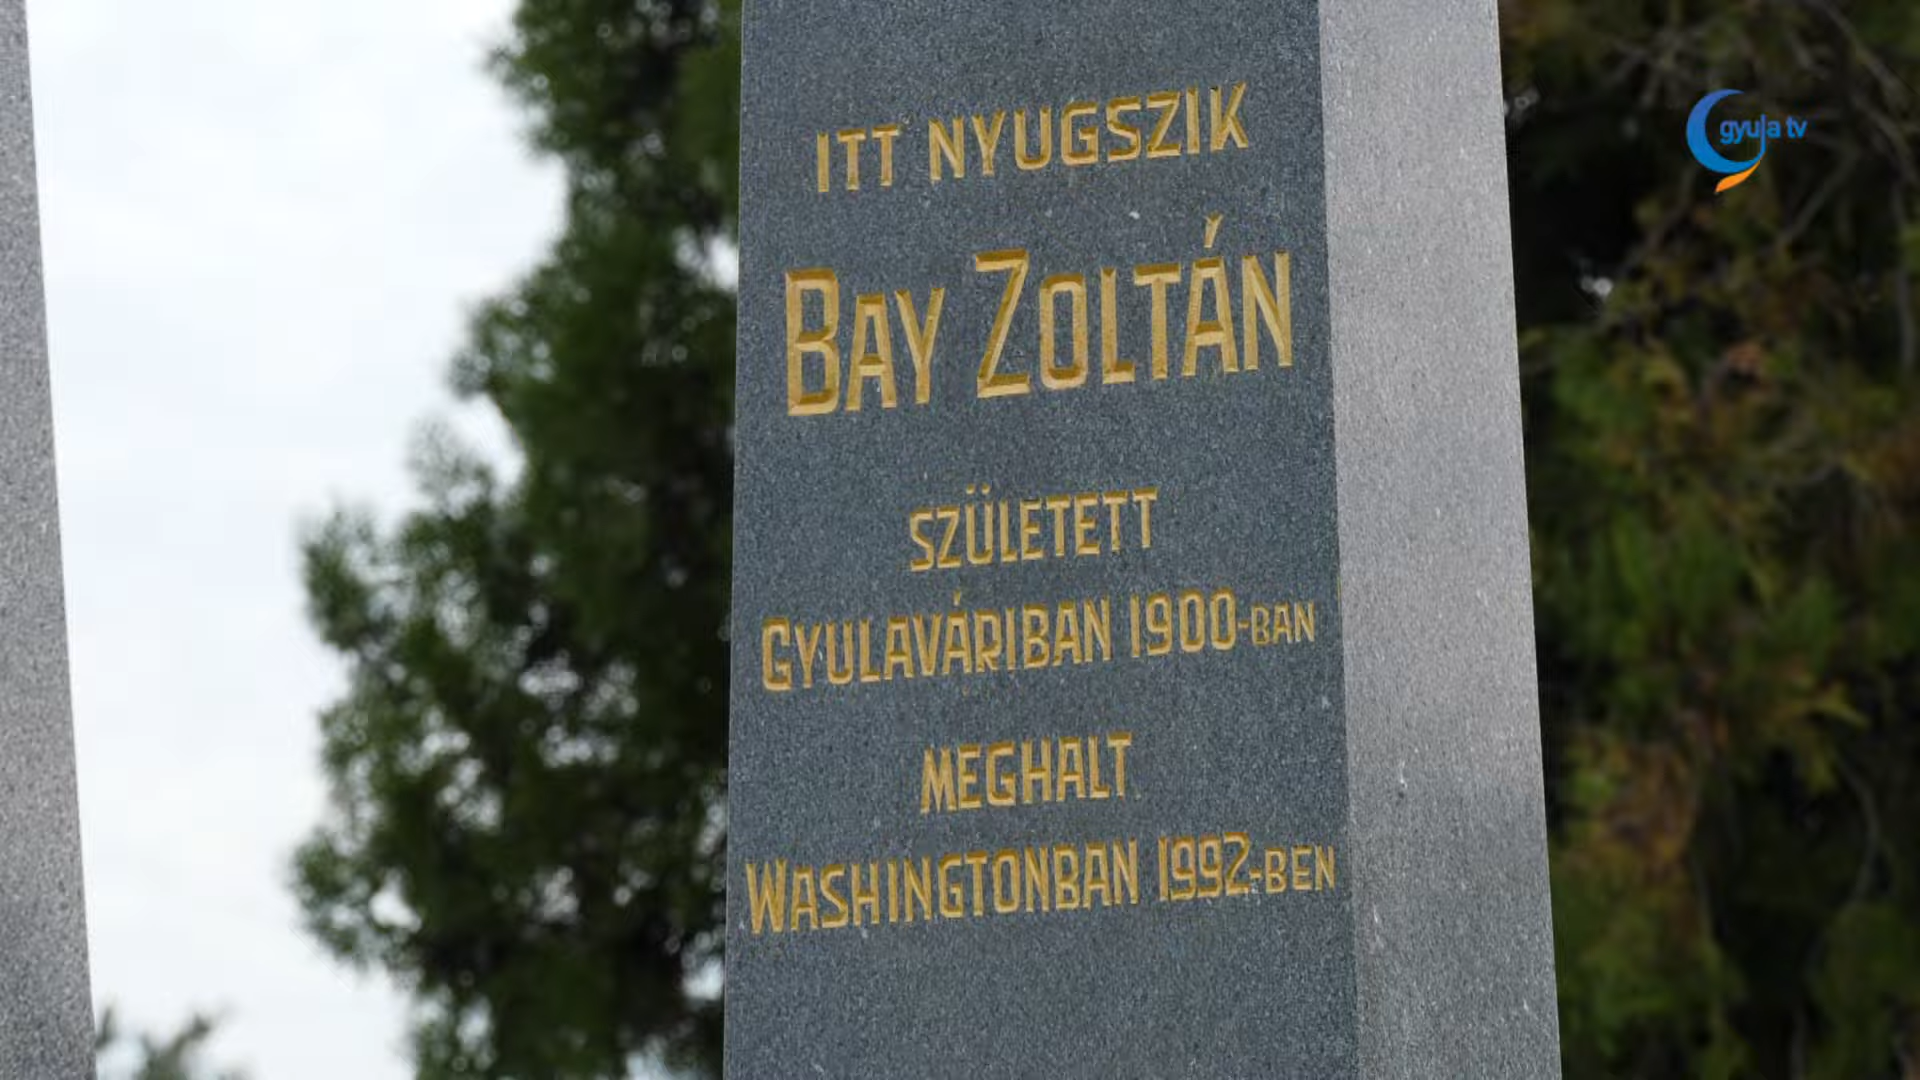 ITT NYUGSZIK
BAY ZOLTÁN
SZÜLETETT
GYULAVÁRIBAN 1900-BAN
MEGHALT
WASHINGTONBAN 1992-BEN
gyula tv